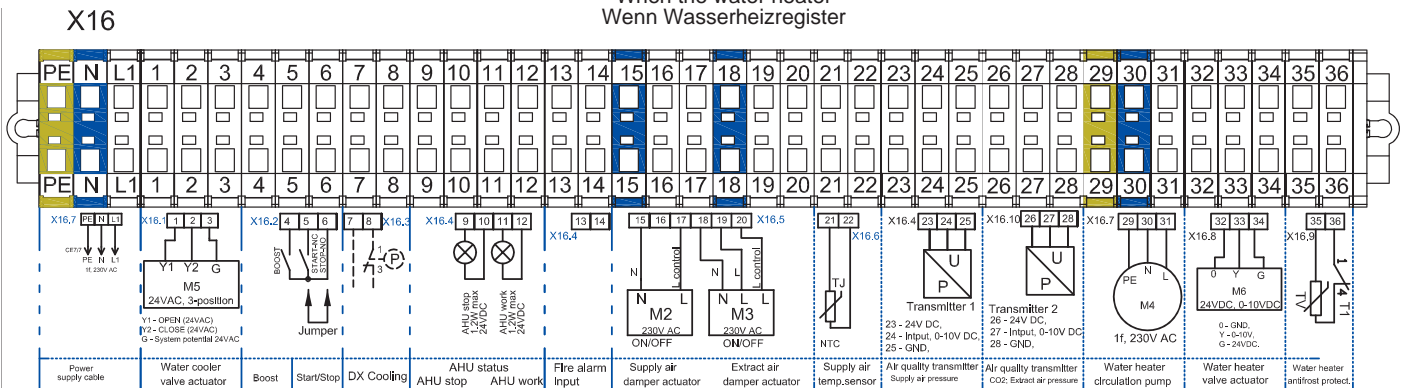 When the water heater
Wenn Wasserheizregister
X16
PE N L1 1 2 3 4 5 6 7 8 9 10 11 12 13 14 15 16 17 18 19 20 21 22 23 24 25 26 27 28 29 30 31 32 33 34 35 36
PE N L1 1 2 3 4 5 6 7 8 9 10 11 12 13 14 15 16 17 18 19 20 21 22 23 24 25 26 27 28 29 30 31 32 33 34 35 36
X16,7 PE N L1
CE7/7
PE N L1
1f, 230V AC
Power
supply cable
X16.1 1 2 3
Y1 Y2 G
M5
24VAC, 3-position
Y1 - OPEN (24VAC)
Y2 - CLOSE (24VAC)
G - System potential 24VAC
Water cooler
valve actuator
X16.2 4 5 6
BOOST
START-NC
STOP-NO
Jumper
Boost
Start/Stop
7 8 X16.3
1
3
P
DX Cooling
X16.4 9 10 11 12
AHU stop
1,2W max
24VDC
AHU work
1,2W max
24VDC
AHU status
AHU stop AHU work
13 14
X16.4
Fire alarm
Input
15 16 17 18 19 20 X16,5
N
L control
N L
L control
N L
M2
230V AC
ON/OFF
N L L
M3
230V AC
ON/OFF
Supply air
damper actuator
Extract air
damper actuator
21 22
X16.6
TJ
NTC
Supply air
temp.sensor
X16.4 23 24 25
U
P
Transmitter 1
23 - 24V DC,
24 - Intput, 0-10V DC
25 - GND,
Air quality transmitter
Supply air pressure
X16.10 26 27 28
U
P
Transmitter 2
26 - 24V DC,
27 - Intput, 0-10V DC
28 - GND,
Air quality transmitter
CO2; Extract air pressure
X16.7 29 30 31
PE N L
M4
1f, 230V AC
Water heater
circulation pump
32 33 34
X16.8
0 Y G
M6
24VDC, 0-10VDC
0 - GND,
Y - 0-10V,
G - 24VDC.
Water heater
valve actuator
35 36
X16,9
TV
1
4
T1
Water heater
antifrost protect.